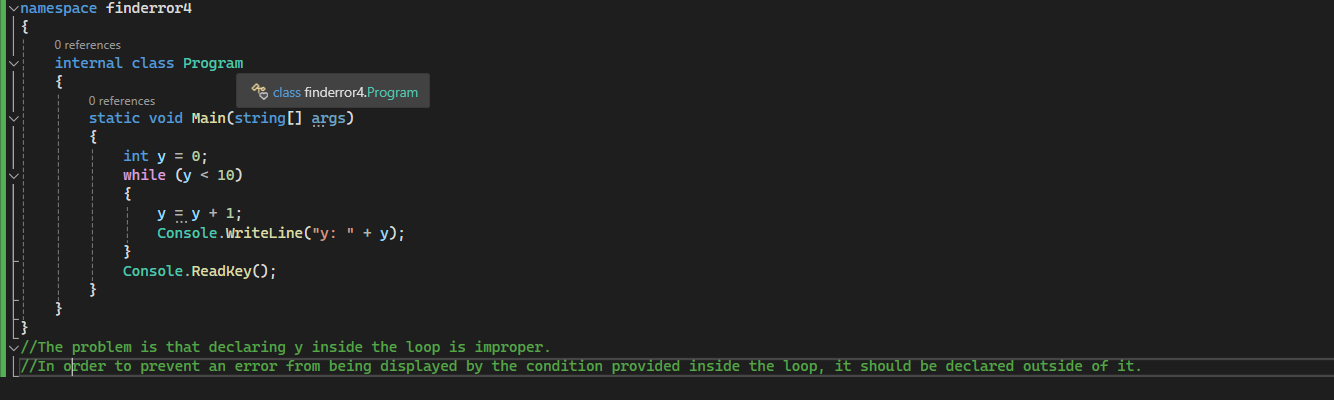 namespace finderror4
{
0 references
internal class Program
{
class finderror4.Program
0 references
static void Main(string[] args)
{
int y = 0;
while (y < 10)
{
y = y + 1;
Console.WriteLine("y: " + y);
}
Console.ReadKey();
}
}
}
//The problem is that declaring y inside the loop is improper.
//In order to prevent an error from being displayed by the condition provided inside the loop, it should be declared outside of it.